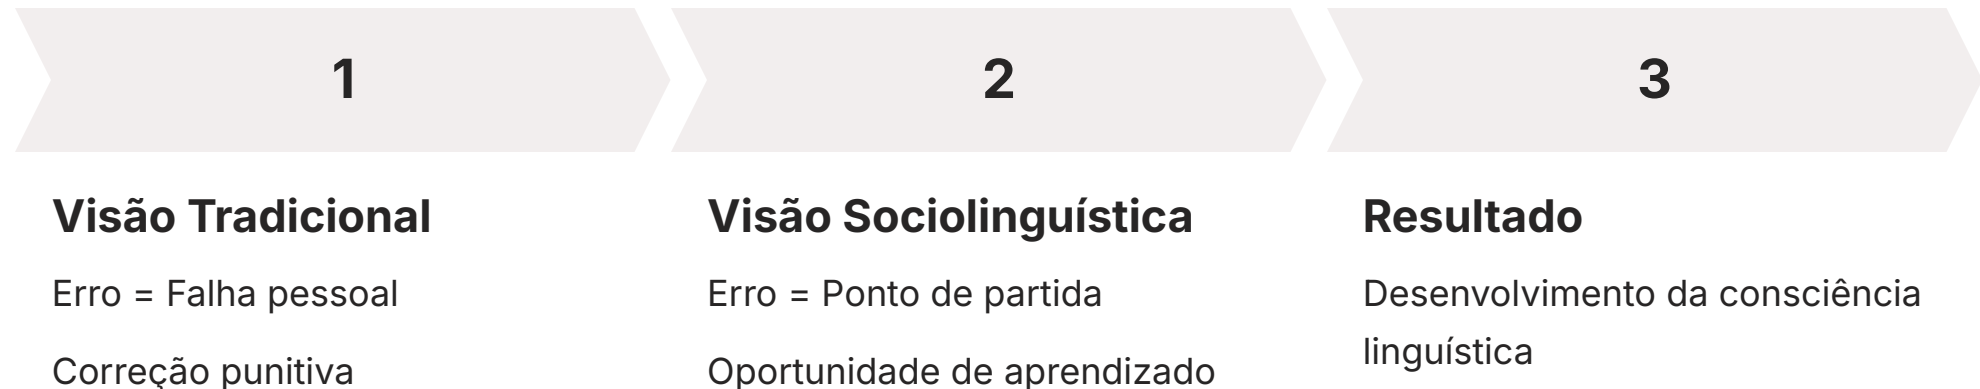 1
Visão Tradicional
Erro = Falha pessoal
Correção punitiva
2
Visão Sociolinguística
Erro = Ponto de partida
Oportunidade de aprendizado
3
Resultado
Desenvolvimento da consciência
linguística